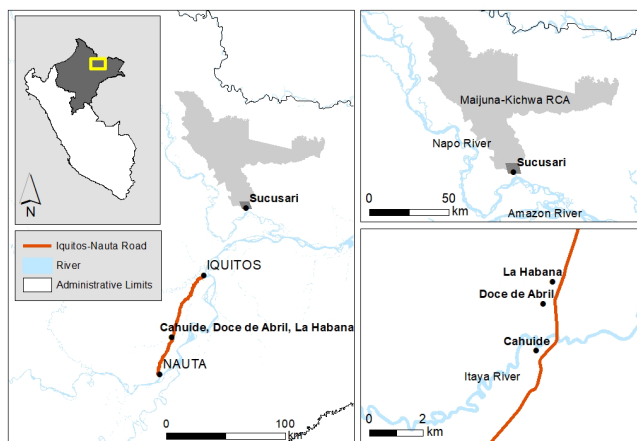 N
Iquitos-Nauta Road
River
Administrative Limits
Sucusari
IQUITOS
Cahuide, Doce de Abril, La Habana
NAUTA
0 100
km
Maijuna-Kichwa RCA
Napo River
Sucusari
0 50
km
Amazon River
La Habana
Doce de Abril
Cahuide
Itaya River
0 2
km